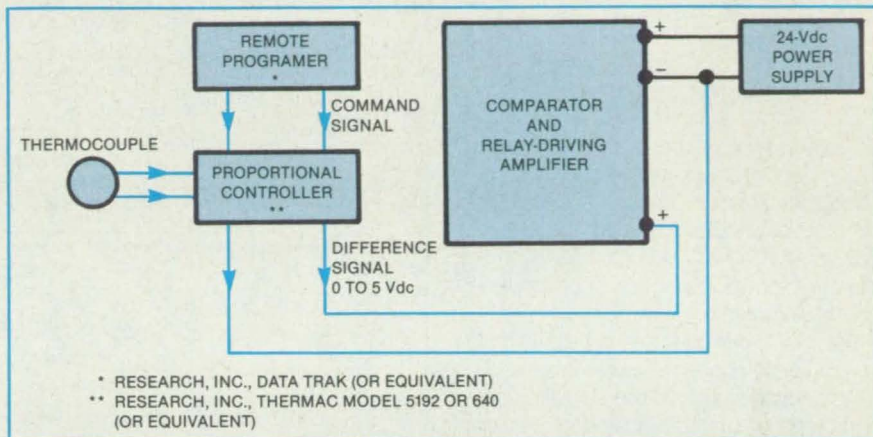 REMOTE
PROGRAMER
*
COMMAND
SIGNAL
THERMOCOUPLE
PROPORTIONAL
CONTROLLER
**
DIFFERENCE
SIGNAL
0 TO 5 Vdc
COMPARATOR
AND
RELAY-DRIVING
AMPLIFIER
+
−
+
24-Vdc
POWER
SUPPLY
* RESEARCH, INC., DATA TRAK (OR EQUIVALENT)
** RESEARCH, INC., THERMAC MODEL 5192 OR 640
(OR EQUIVALENT)